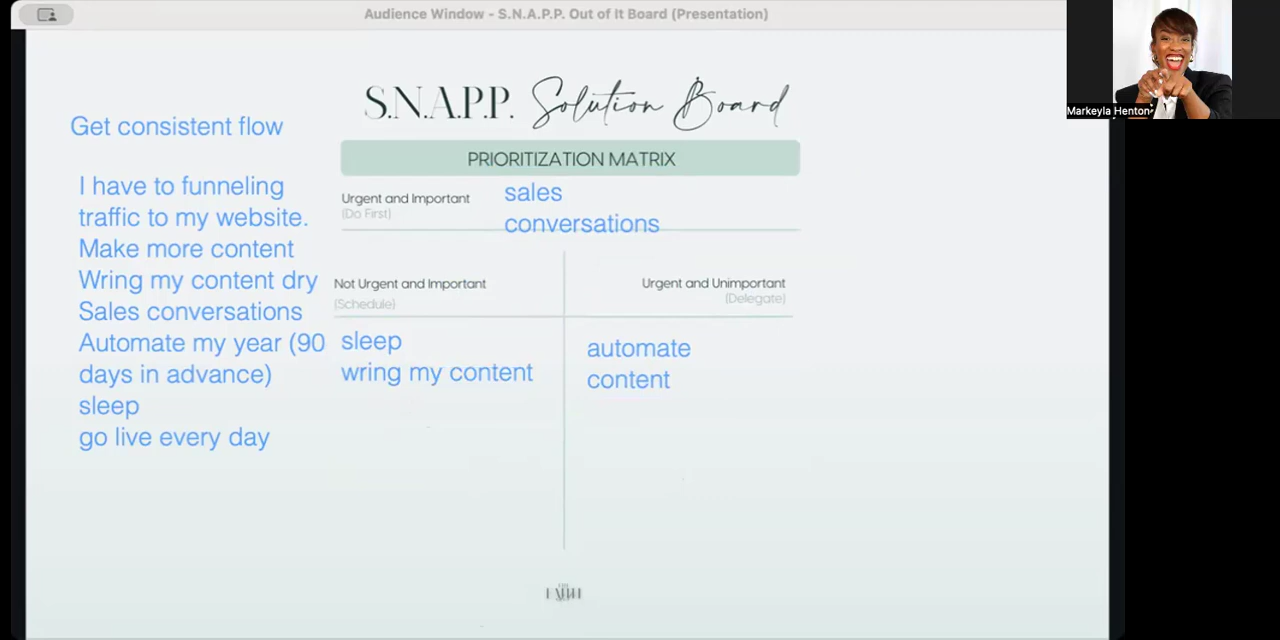 Audience Window - S.N.A.P.P. Out of It Board (Presentation)
Markeyla Henton
S.N.A.P.P. Solution Board
Get consistent flow
I have to funneling
traffic to my website.
Make more content
Wring my content dry
Sales conversations
Automate my year (90
days in advance)
sleep
go live every day
PRIORITIZATION MATRIX
Urgent and Important
(Do First)
sales
conversations
Not Urgent and Important
(Schedule)
sleep
wring my content
Urgent and Unimportant
(Delegate)
automate
content